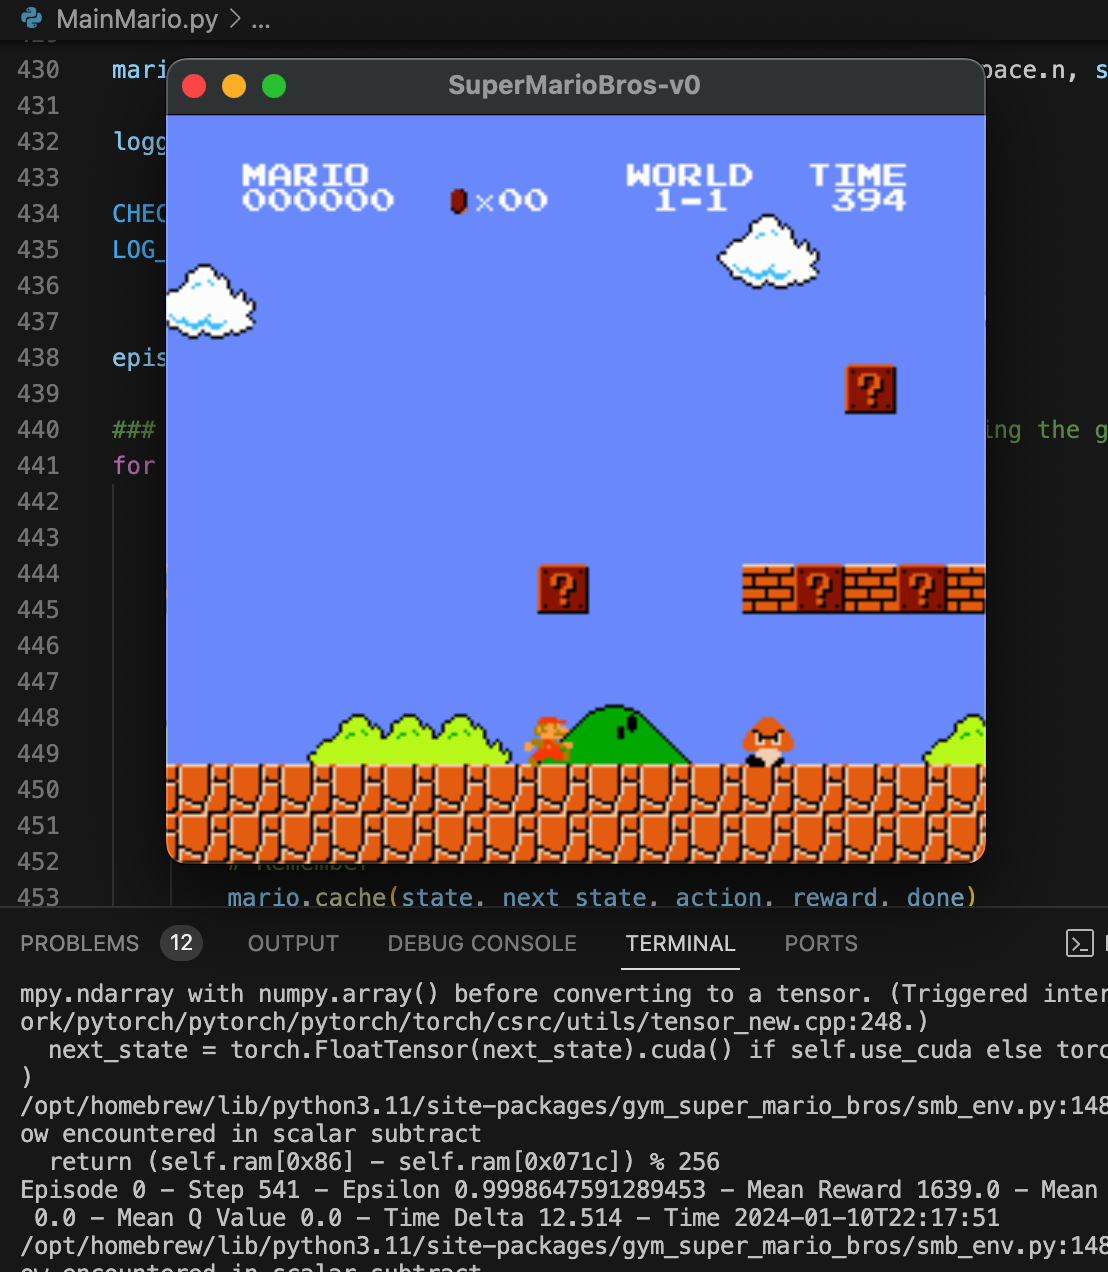 MainMario.py > ...
430 mari pace.n, s
SuperMarioBros-v0
431
432 logg
433
434 CHEC
435 LOG_
436
437
438 epis
439
440 ### ing the g
441 for
442
443
444
445
446
447
448
449
450
451
452 # Remember
453 mario.cache(state, next_state, action, reward, done)
MARIO WORLD TIME
000000 ×00 1-1 394
?
? ? ?
PROBLEMS 12 OUTPUT DEBUG CONSOLE TERMINAL PORTS
mpy.ndarray with numpy.array() before converting to a tensor. (Triggered inter
ork/pytorch/pytorch/pytorch/torch/csrc/utils/tensor_new.cpp:248.)
next_state = torch.FloatTensor(next_state).cuda() if self.use_cuda else torc
)
/opt/homebrew/lib/python3.11/site-packages/gym_super_mario_bros/smb_env.py:148
ow encountered in scalar subtract
return (self.ram[0x86] - self.ram[0x071c]) % 256
Episode 0 - Step 541 - Epsilon 0.9998647591289453 - Mean Reward 1639.0 - Mean
0.0 - Mean Q Value 0.0 - Time Delta 12.514 - Time 2024-01-10T22:17:51
/opt/homebrew/lib/python3.11/site-packages/gym_super_mario_bros/smb_env.py:148
ow encountered in scalar subtract